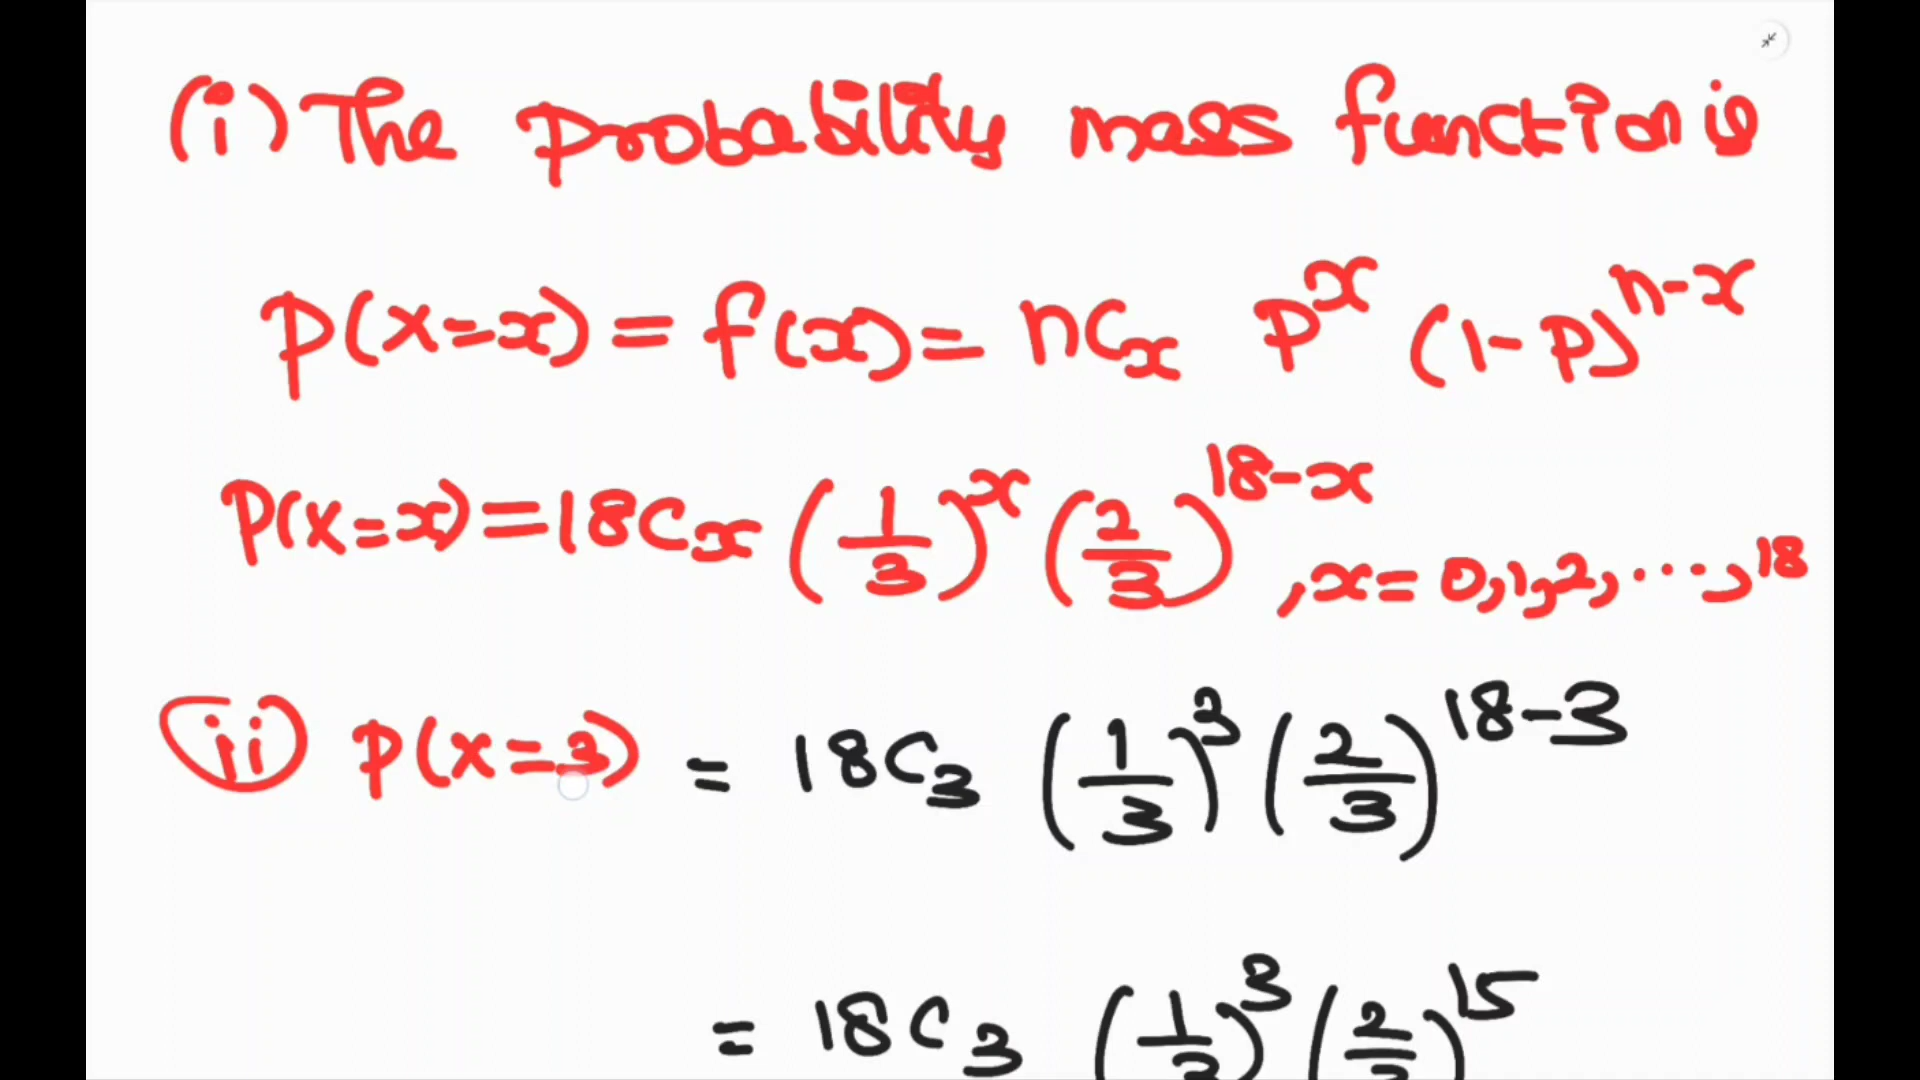 (i) The probability mass function is
P(X=x) = f(x) = nCx p^x (1-p)^n-x
P(X=x) = 18Cx (1/3)^x (2/3)^18-x , x = 0,1,2,...,18
(ii) P(X=3) = 18C3 (1/3)^3 (2/3)^18-3
= 18C3 (1/3)^3 (2/3)^15